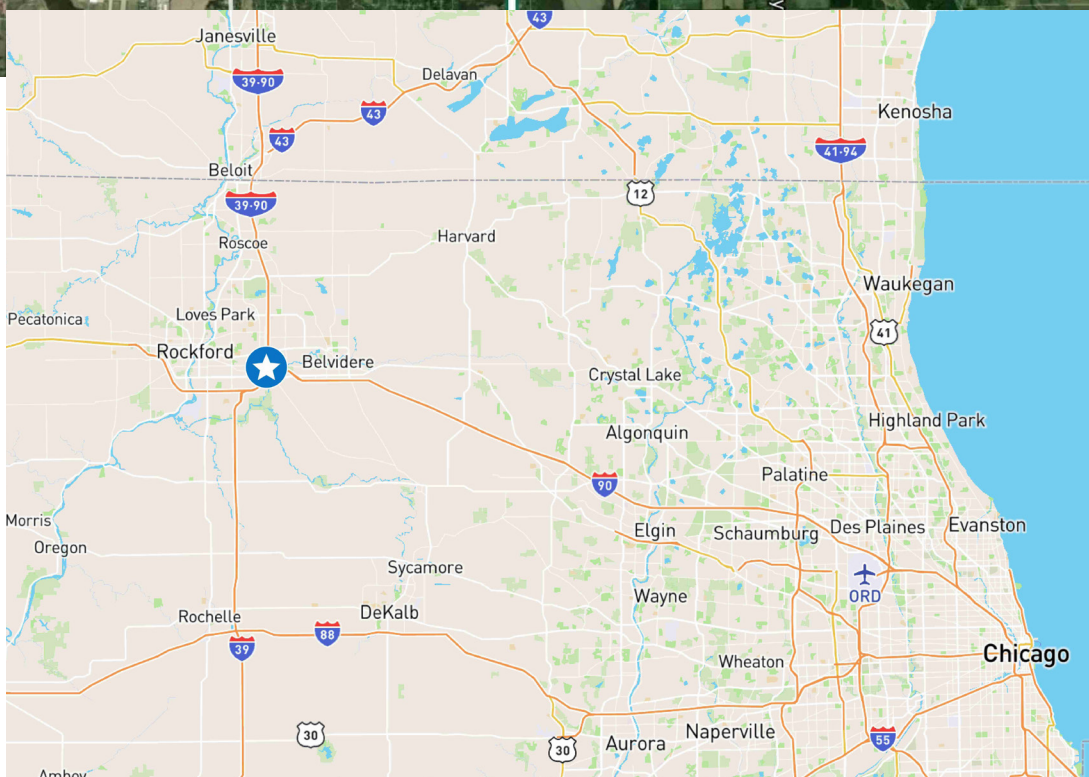 43
Janesville
Delavan
39-90
43
43
Kenosha
41-94
Beloit
12
39-90
Roscoe
Harvard
Waukegan
Loves Park
Pecatonica
41
Rockford
Belvidere
Crystal Lake
Highland Park
Algonquin
Palatine
90
Morris
Elgin
Schaumburg
Des Plaines
Evanston
Oregon
Sycamore
ORD
Wayne
DeKalb
Rochelle
88
39
Wheaton
Chicago
30
30
Aurora
Naperville
55
Amboy